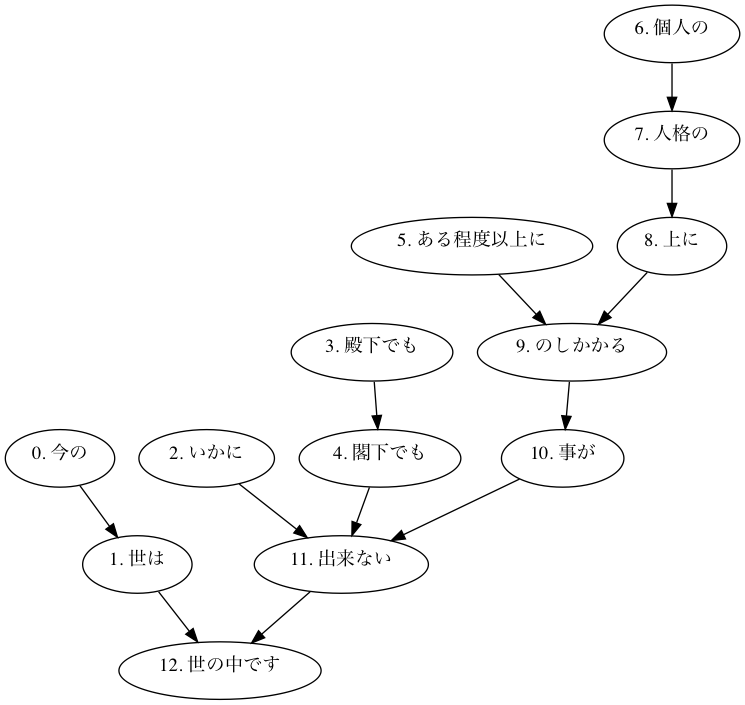 6. 個人の
7. 人格の
5. ある程度以上に
8. 上に
3. 殿下でも
9. のしかかる
0. 今の
2. いかに
4. 閣下でも
10. 事が
1. 世は
11. 出来ない
12. 世の中です